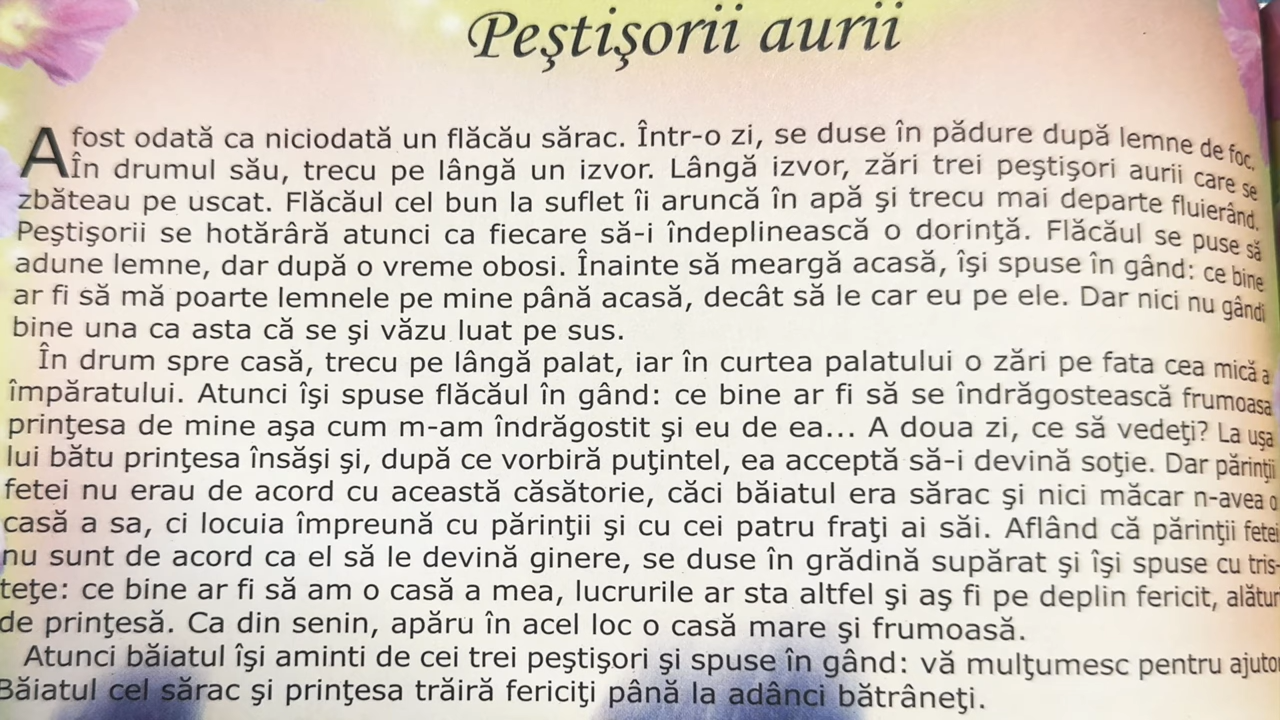 Peştişorii aurii
A fost odată ca niciodată un flăcău sărac. Într-o zi, se duse în pădure după lemne de foc.
În drumul său, trecu pe lângă un izvor. Lângă izvor, zări trei peştişori aurii care se
zbăteau pe uscat. Flăcăul cel bun la suflet îi aruncă în apă şi trecu mai departe fluierând.
Peştişorii se hotărâră atunci ca fiecare să-i îndeplinească o dorinţă. Flăcăul se puse să
adune lemne, dar după o vreme obosi. Înainte să meargă acasă, îşi spuse în gând: ce bine
ar fi să mă poarte lemnele pe mine până acasă, decât să le car eu pe ele. Dar nici nu gândi
bine una ca asta că se şi văzu luat pe sus.
În drum spre casă, trecu pe lângă palat, iar în curtea palatului o zări pe fata cea mică a
împăratului. Atunci îşi spuse flăcăul în gând: ce bine ar fi să se îndrăgostească frumoasa
prinţesa de mine aşa cum m-am îndrăgostit şi eu de ea... A doua zi, ce să vedeţi? La uşa
lui bătu prinţesa însăşi şi, după ce vorbiră puţintel, ea acceptă să-i devină soţie. Dar părinţii
fetei nu erau de acord cu această căsătorie, căci băiatul era sărac şi nici măcar n-avea o
casă a sa, ci locuia împreună cu părinţii şi cu cei patru fraţi ai săi. Aflând că părinţii fetei
nu sunt de acord ca el să le devină ginere, se duse în grădină supărat şi îşi spuse cu tris-
teţe: ce bine ar fi să am o casă a mea, lucrurile ar sta altfel şi aş fi pe deplin fericit, alătur
de prinţesă. Ca din senin, apăru în acel loc o casă mare şi frumoasă.
Atunci băiatul îşi aminti de cei trei peştişori şi spuse în gând: vă mulţumesc pentru ajutor
Băiatul cel sărac şi prinţesa trăiră fericiţi până la adânci bătrâneţi.